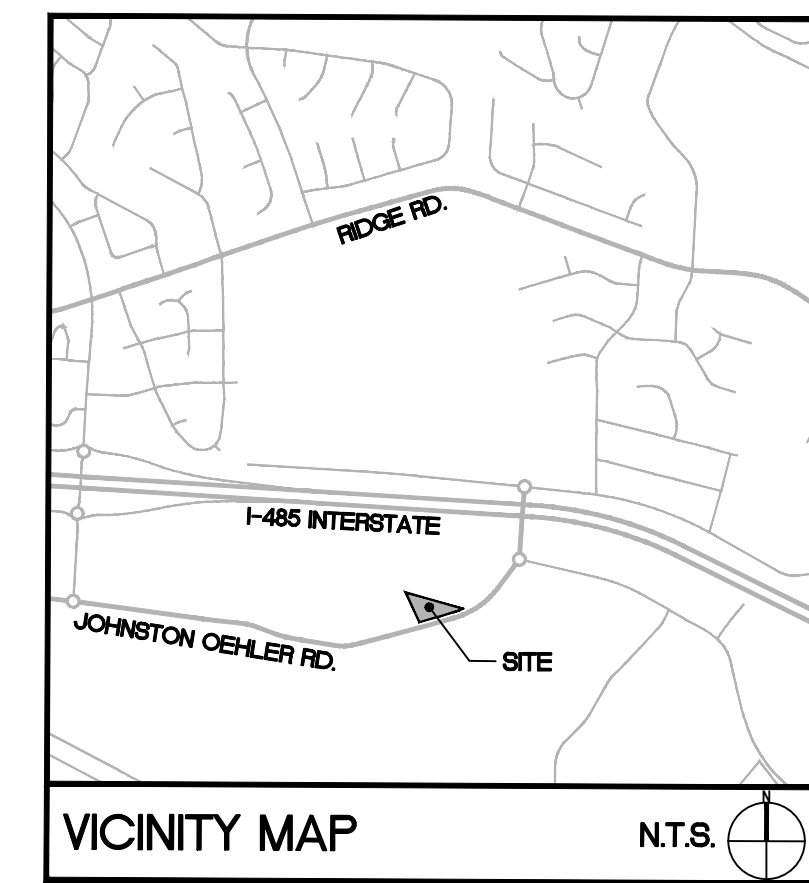 RIDGE RD.
I-485 INTERSTATE
JOHNSTON OEHLER RD.
SITE
VICINITY MAP
N.T.S.
N